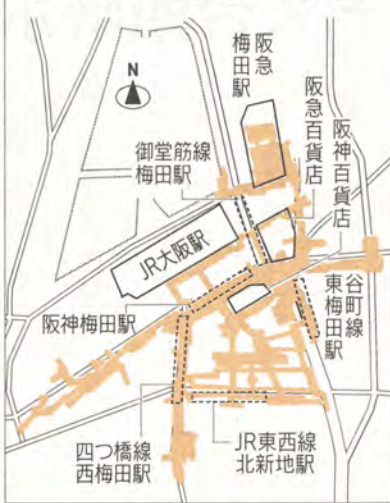 N
阪急
梅田駅
阪急百貨店
阪神百貨店
御堂筋線
梅田駅
JR大阪駅
阪神梅田駅
谷町線
東梅田駅
四つ橋線
西梅田駅
JR東西線
北新地駅